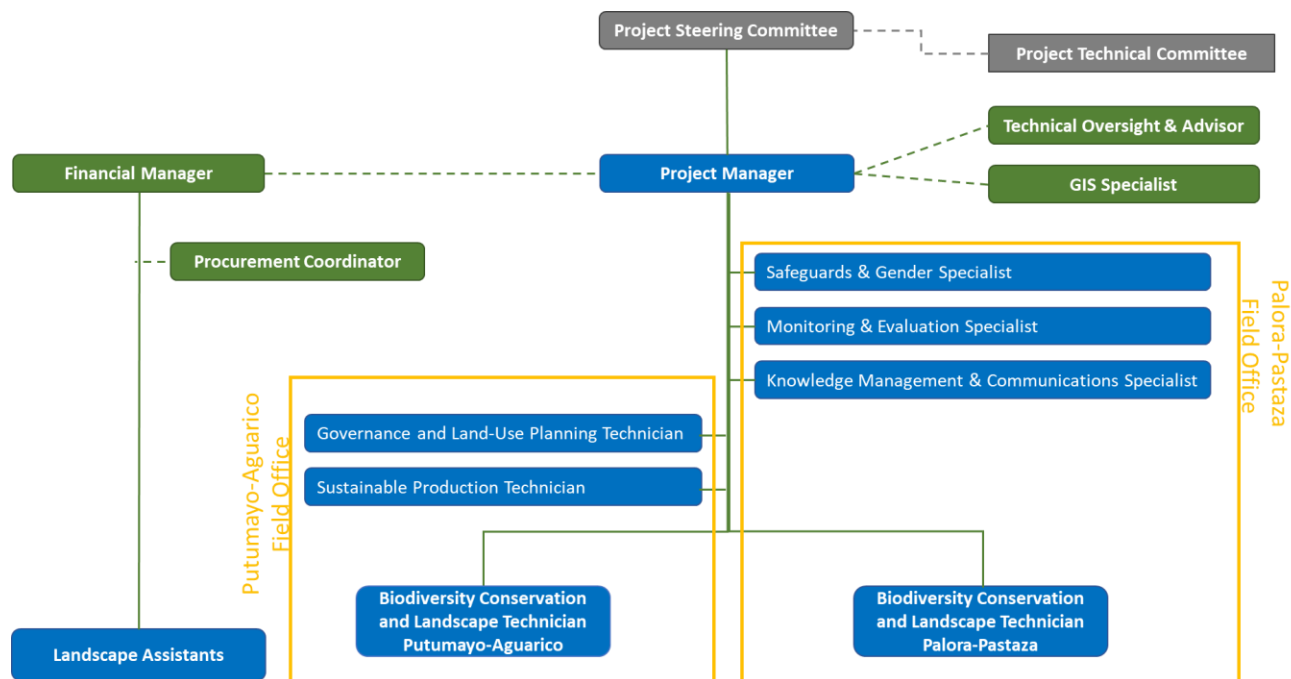 Project Steering Committee
Project Technical Committee
Technical Oversight & Advisor
Financial Manager
Project Manager
GIS Specialist
Procurement Coordinator
Safeguards & Gender Specialist
Monitoring & Evaluation Specialist
Knowledge Management & Communications Specialist
Palora-Pastaza
Field Office
Putumayo-Aguarico
Field Office
Governance and Land-Use Planning Technician
Sustainable Production Technician
Biodiversity Conservation
and Landscape Technician
Putumayo-Aguarico
Biodiversity Conservation
and Landscape Technician
Palora-Pastaza
Landscape Assistants